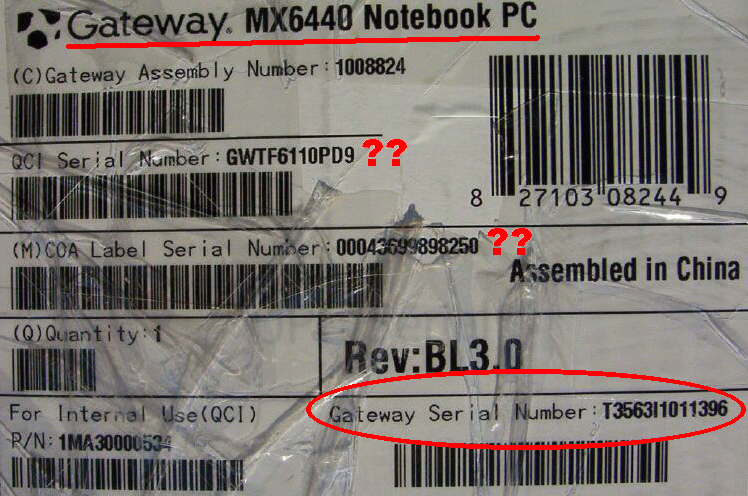 Gateway. MX6440 Notebook PC
(C)Gateway Assembly Number:1008824
QCI Serial Number:GWTF6110PD9 ??
8 27103 08244 9
(M)COA Label Serial Number:00043699898250 ??
Assembled in China
(Q)Quantity:1
Rev:BL3.0
For Internal Use(QCI)
Gateway Serial Number:T3563I1011396
P/N:1MA30000534